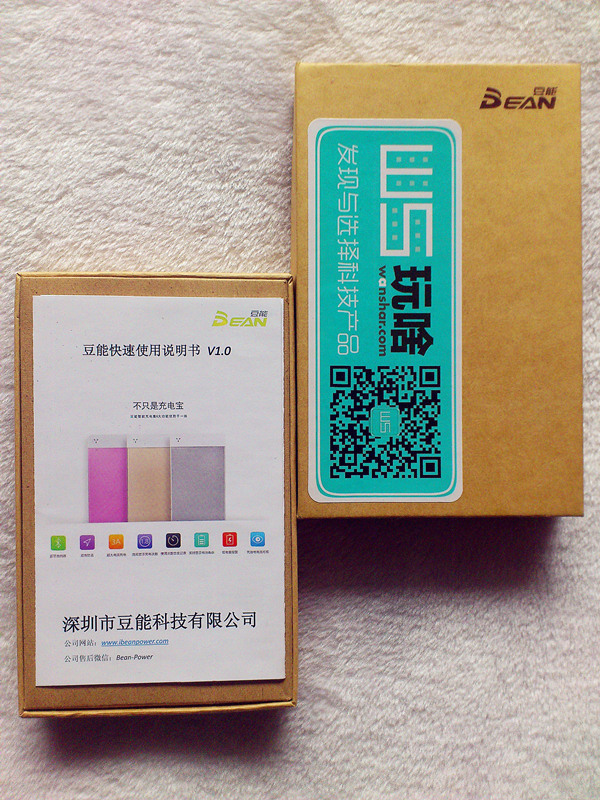 豆能
BEAN
豆能快速使用说明书 V1.0
不只是充电宝
深圳市豆能科技有限公司
公司网站：www.ibeanpower.com
公司售后微信：Bean-Power
豆能
BEAN
WS
玩啥
wanshar.com
发现与选择科技产品
WS